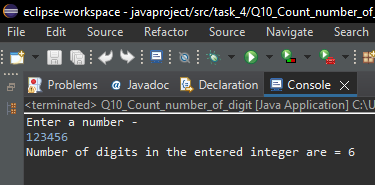 eclipse-workspace - javaproject/src/task_4/Q10_Count_number_of_
File Edit Source Refactor Source Navigate Search
Problems @ Javadoc Declaration Console
<terminated> Q10_Count_number_of_digit [Java Application] C:\U
Enter a number -
123456
Number of digits in the entered integer are = 6